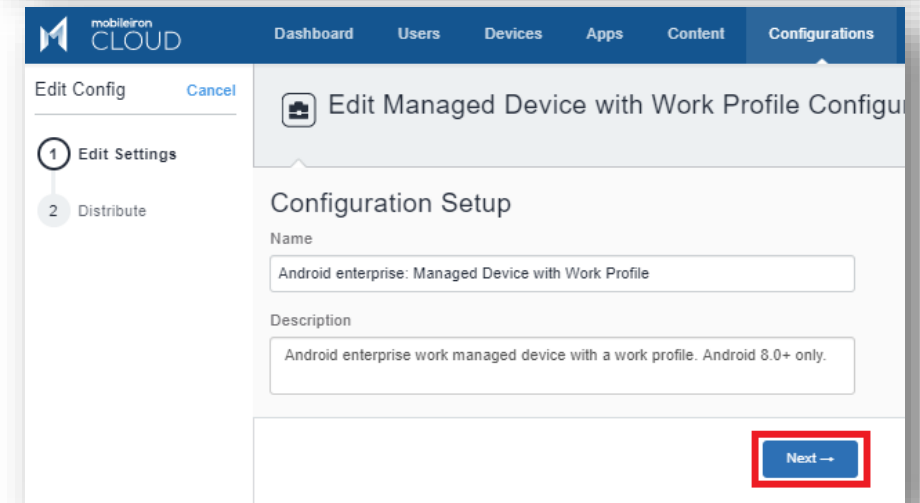 mobileiron
CLOUD
Dashboard Users Devices Apps Content Configurations
Edit Config Cancel
Edit Managed Device with Work Profile Configu
1 Edit Settings
2 Distribute
Configuration Setup
Name
Android enterprise: Managed Device with Work Profile
Description
Android enterprise work managed device with a work profile. Android 8.0+ only.
Next →